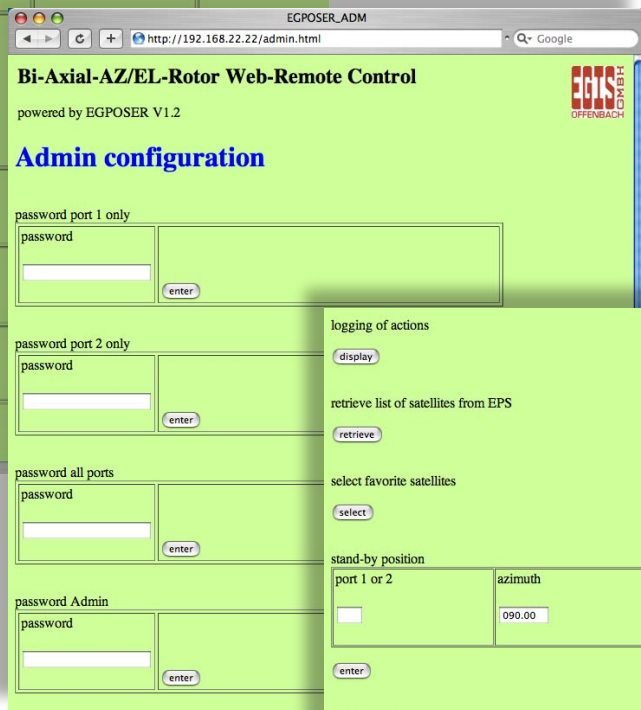 EGPOSER_ADM
http://192.168.22.22/admin.html
Google
Bi-Axial-AZ/EL-Rotor Web-Remote Control
powered by EGPOSER V1.2
EGIS
GMBH
OFFENBACH
Admin configuration
password port 1 only
password
enter
password port 2 only
password
enter
password all ports
password
enter
password Admin
password
enter
logging of actions
display
retrieve list of satellites from EPS
retrieve
select favorite satellites
select
stand-by position
port 1 or 2
azimuth
090.00
enter